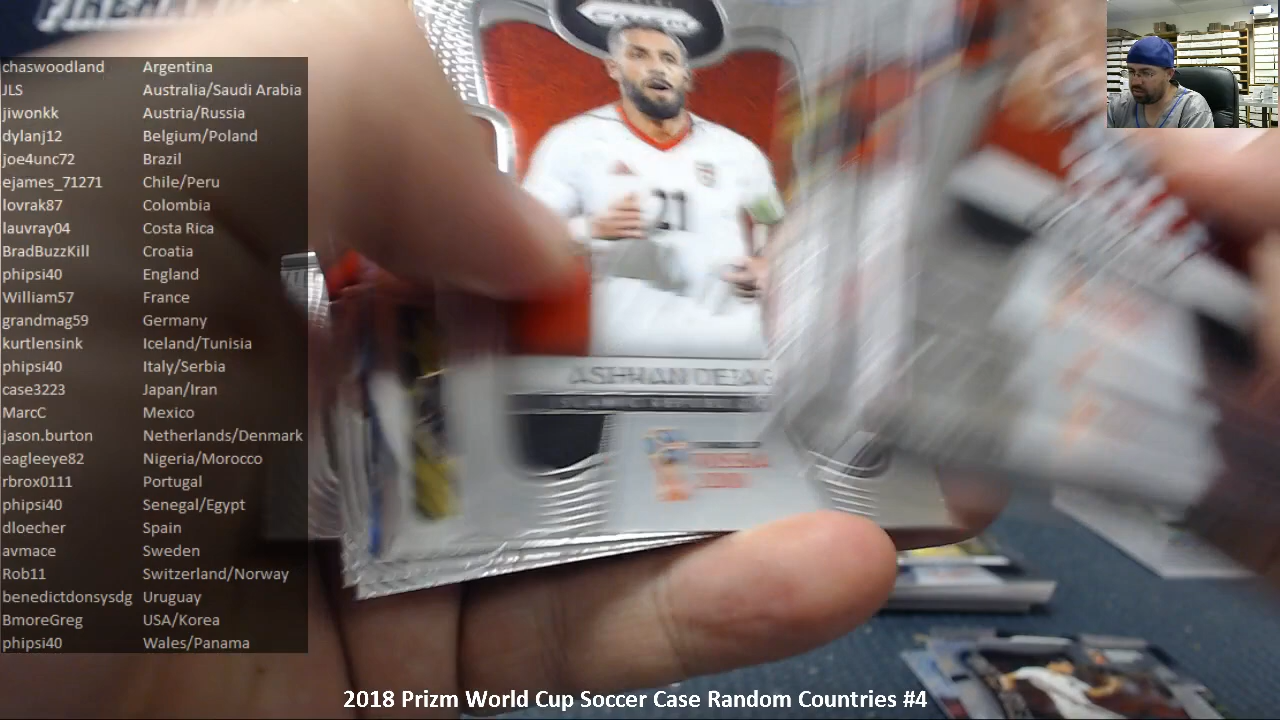 chaswoodland Argentina
JLS Australia/Saudi Arabia
jiwonkk Austria/Russia
dylanj12 Belgium/Poland
joe4unc72 Brazil
ejames_71271 Chile/Peru
lovrak87 Colombia
lauvray04 Costa Rica
BradBuzzKill Croatia
phipsi40 England
William57 France
grandmag59 Germany
kurtlensink Iceland/Tunisia
phipsi40 Italy/Serbia
case3223 Japan/Iran
MarcC Mexico
jason.burton Netherlands/Denmark
eagleeye82 Nigeria/Morocco
rbrox0111 Portugal
phipsi40 Senegal/Egypt
dloecher Spain
avmace Sweden
Rob11 Switzerland/Norway
benedictdonsysdg Uruguay
BmoreGreg USA/Korea
phipsi40 Wales/Panama
21
RUSSIA
2018 Prizm World Cup Soccer Case Random Countries #4